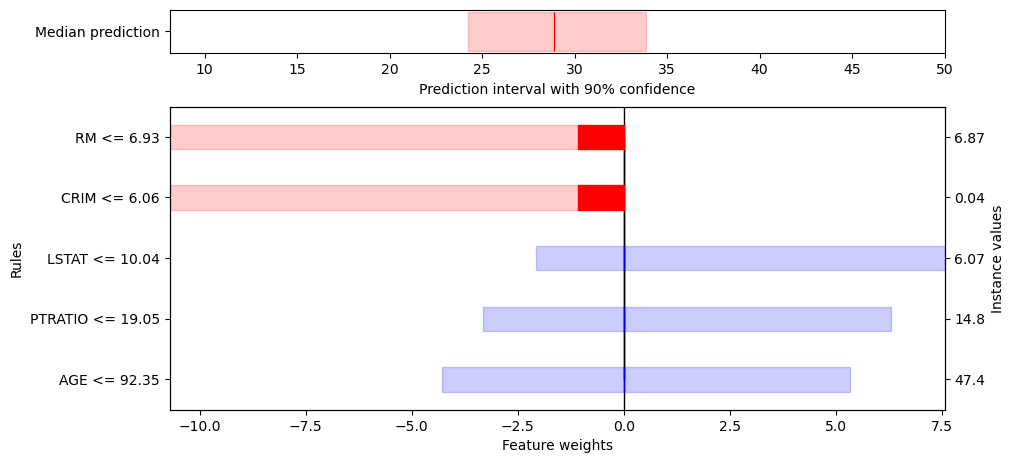 Median prediction
10 15 20 25 30 35 40 45 50
Prediction interval with 90% confidence
RM <= 6.93 6.87
CRIM <= 6.06 0.04
LSTAT <= 10.04 6.07
PTRATIO <= 19.05 14.8
AGE <= 92.35 47.4
Rules
Instance values
−10.0 −7.5 −5.0 −2.5 0.0 2.5 5.0 7.5
Feature weights